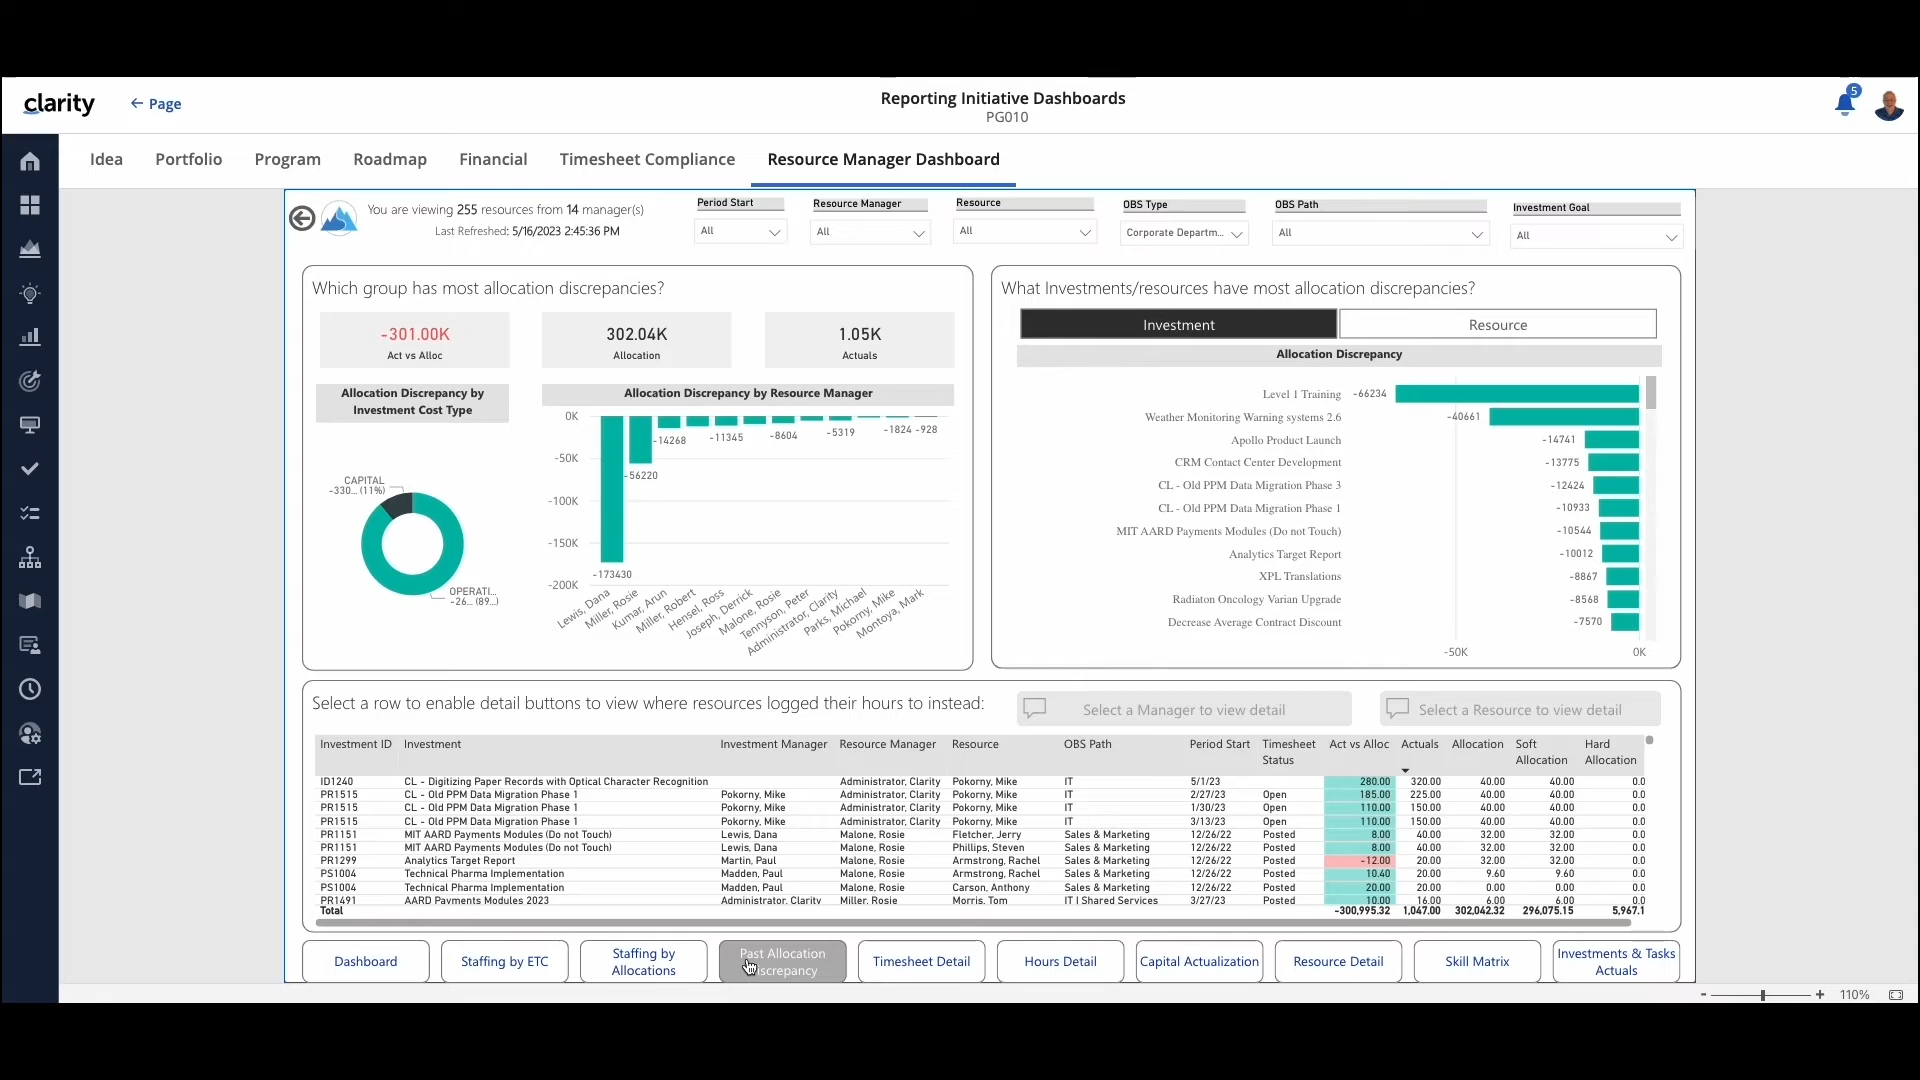 clarity
Page
Reporting Initiative Dashboards
PG010
5
Idea Portfolio Program Roadmap Financial Timesheet Compliance Resource Manager Dashboard
You are viewing 255 resources from 14 manager(s)
Last Refreshed: 5/16/2023 2:45:36 PM
Period Start Resource Manager Resource OBS Type OBS Path Investment Goal
All All All Corporate Departm... All All
Which group has most allocation discrepancies?
-301.00K 302.04K 1.05K
Act vs Alloc Allocation Actuals
Allocation Discrepancy by
Investment Cost Type
CAPITAL
-330... (11%)
OPERATI...
-26... (89...)
Allocation Discrepancy by Resource Manager
0K
-50K
-100K
-150K
-200K
-173430
-56220
-14268
-11345
-8604
-5319
-1824
-928
Lewis, Dana
Miller, Rosie
Kumar, Arun
Miller, Robert
Hensel, Ross
Joseph, Derrick
Malone, Rosie
Tennyson, Peter
Administrator, Clarity
Parks, Michael
Pokorny, Mike
Montoya, Mark
What Investments/resources have most allocation discrepancies?
Investment Resource
Allocation Discrepancy
Level 1 Training -66234
Weather Monitoring Warning systems 2.6 -40661
Apollo Product Launch -14741
CRM Contact Center Development -13775
CL - Old PPM Data Migration Phase 3 -12424
CL - Old PPM Data Migration Phase 1 -10933
MIT AARD Payments Modules (Do not Touch) -10544
Analytics Target Report -10012
XPL Translations -8867
Radiaton Oncology Varian Upgrade -8568
Decrease Average Contract Discount -7570
-50K 0K
Select a row to enable detail buttons to view where resources logged their hours to instead:
Select a Manager to view detail
Select a Resource to view detail
Investment ID Investment Investment Manager Resource Manager Resource OBS Path Period Start Timesheet Status Act vs Alloc Actuals Allocation Soft Allocation Hard Allocation
ID1240 CL - Digitizing Paper Records with Optical Character Recognition Administrator, Clarity Pokorny, Mike IT 5/1/23 280.00 320.00 40.00 40.00 0.0
PR1515 CL - Old PPM Data Migration Phase 1 Pokorny, Mike Administrator, Clarity Pokorny, Mike IT 2/27/23 Open 185.00 225.00 40.00 40.00 0.0
PR1515 CL - Old PPM Data Migration Phase 1 Pokorny, Mike Administrator, Clarity Pokorny, Mike IT 1/30/23 Open 110.00 150.00 40.00 40.00 0.0
PR1515 CL - Old PPM Data Migration Phase 1 Pokorny, Mike Administrator, Clarity Pokorny, Mike IT 3/13/23 Open 110.00 150.00 40.00 40.00 0.0
PR1151 MIT AARD Payments Modules (Do not Touch) Lewis, Dana Malone, Rosie Fletcher, Jerry Sales & Marketing 12/26/22 Posted 8.00 40.00 32.00 32.00 0.0
PR1151 MIT AARD Payments Modules (Do not Touch) Lewis, Dana Malone, Rosie Phillips, Steven Sales & Marketing 12/26/22 Posted 8.00 40.00 32.00 32.00 0.0
PR1299 Analytics Target Report Martin, Paul Malone, Rosie Armstrong, Rachel Sales & Marketing 12/26/22 Posted -12.00 20.00 32.00 32.00 0.0
PS1004 Technical Pharma Implementation Madden, Paul Malone, Rosie Armstrong, Rachel Sales & Marketing 12/26/22 Posted 10.40 20.00 9.60 9.60 0.0
PS1004 Technical Pharma Implementation Madden, Paul Malone, Rosie Carson, Anthony Sales & Marketing 12/26/22 Posted 20.00 20.00 0.00 0.00 0.0
PR1491 AARD Payments Modules 2023 Administrator, Clarity Miller, Rosie Morris, Tom IT | Shared Services 3/27/23 Posted 10.00 16.00 6.00 6.00 0.0
Total -300,995.32 1,047.00 302,042.32 296,075.15 5,967.1
Dashboard
Staffing by ETC
Staffing by
Allocations
Past Allocation
Timesheet Detail
Hours Detail
Capital Actualization
Resource Detail
Skill Matrix
Investments & Tasks
Actuals
- + 110%